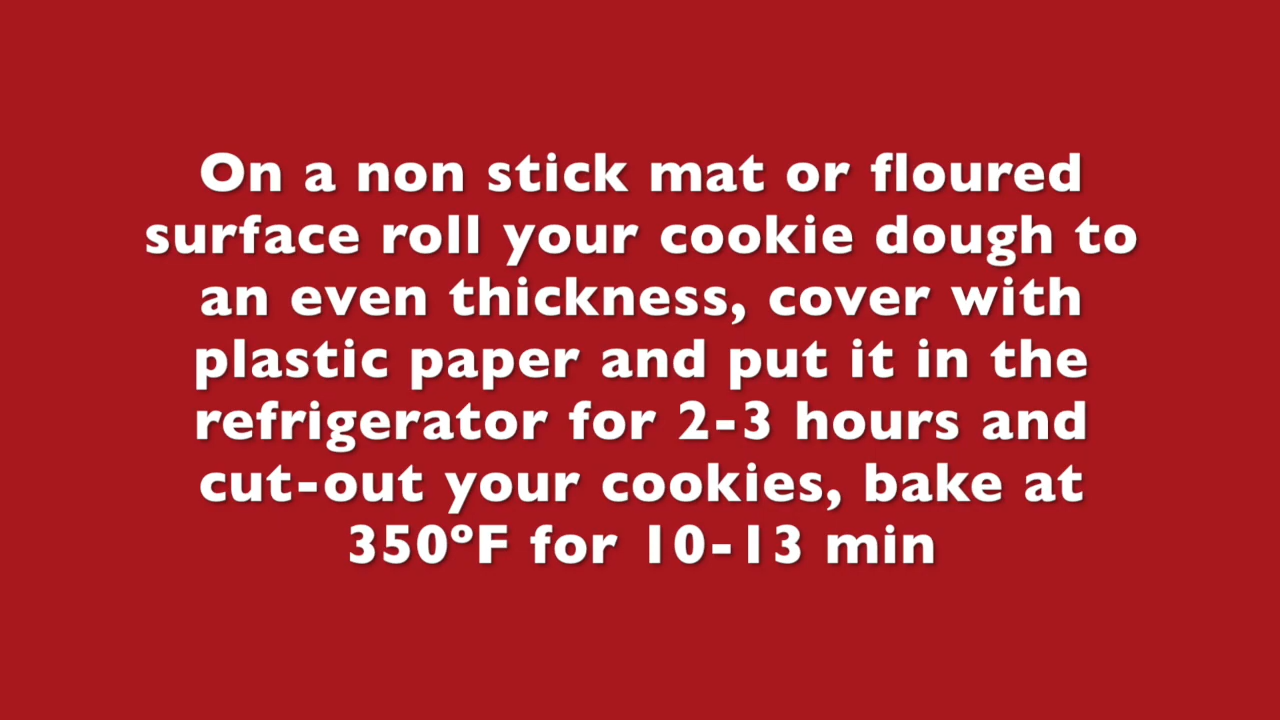 On a non stick mat or floured
surface roll your cookie dough to
an even thickness, cover with
plastic paper and put it in the
refrigerator for 2-3 hours and
cut-out your cookies, bake at
350ºF for 10-13 min